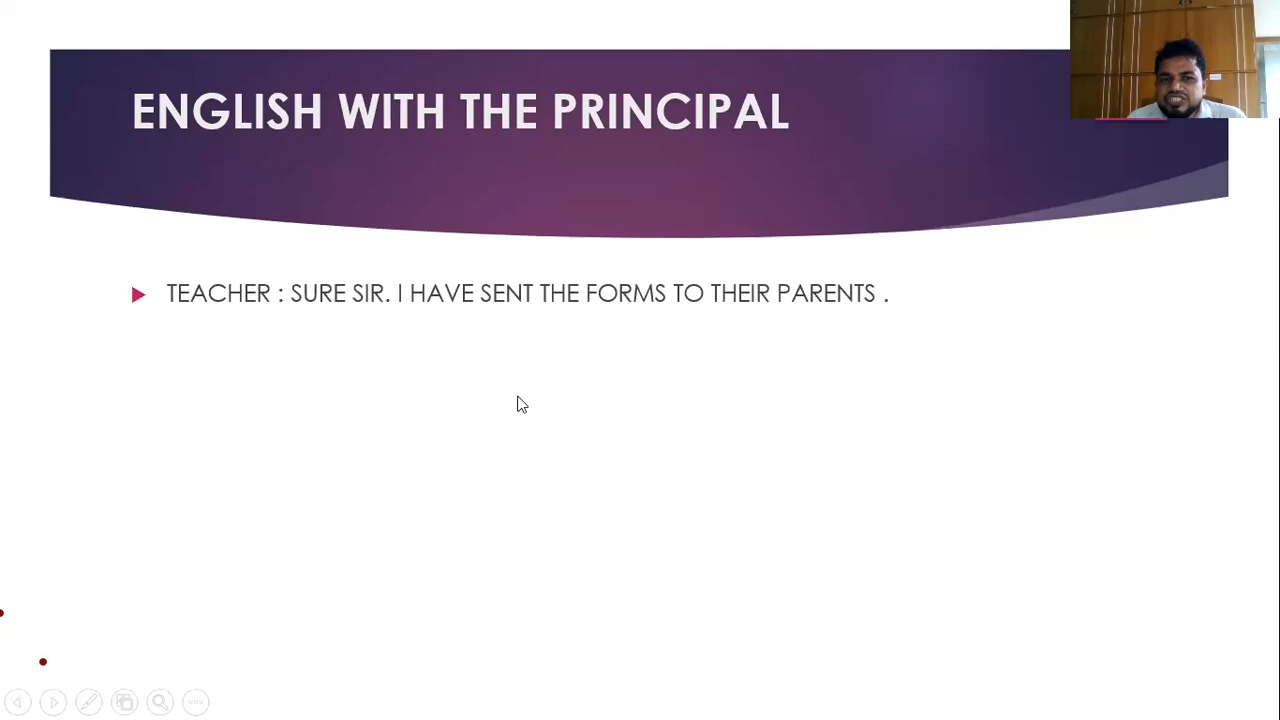 ENGLISH WITH THE PRINCIPAL
TEACHER : SURE SIR. I HAVE SENT THE FORMS TO THEIR PARENTS .